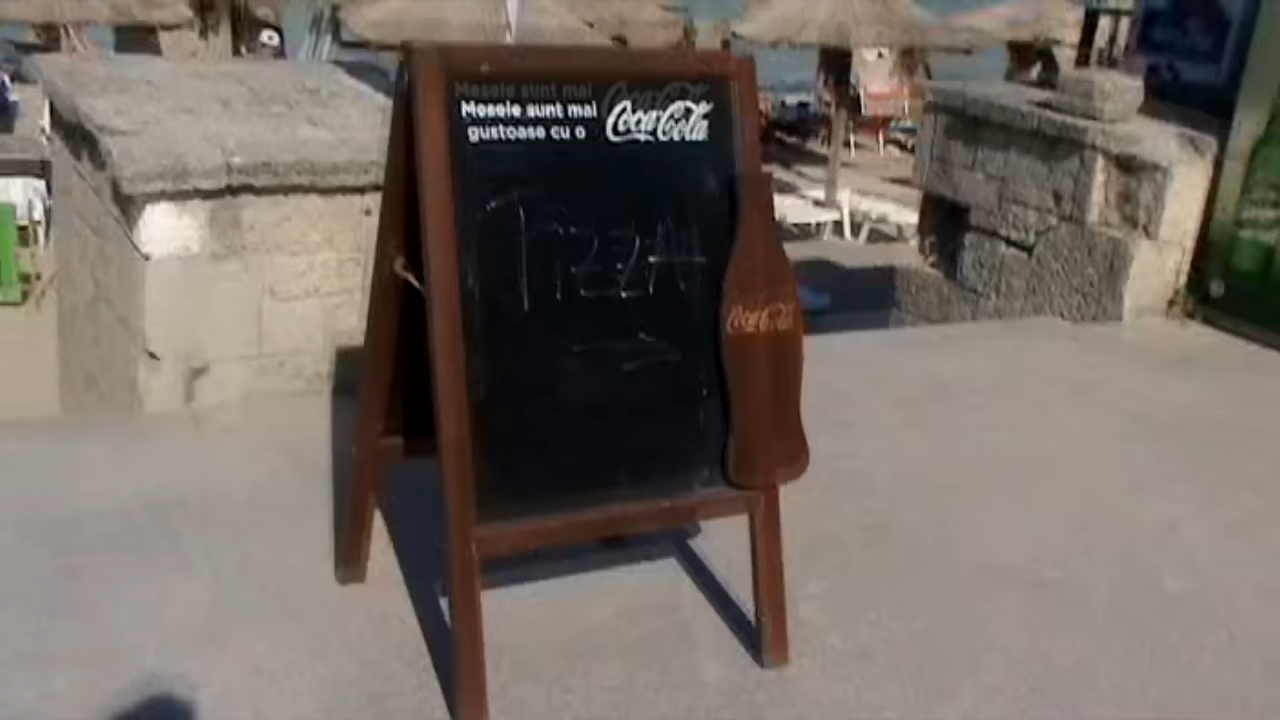 Mesele sunt mai
gustoase cu o
Coca-Cola
PIZZA
Coca-Cola